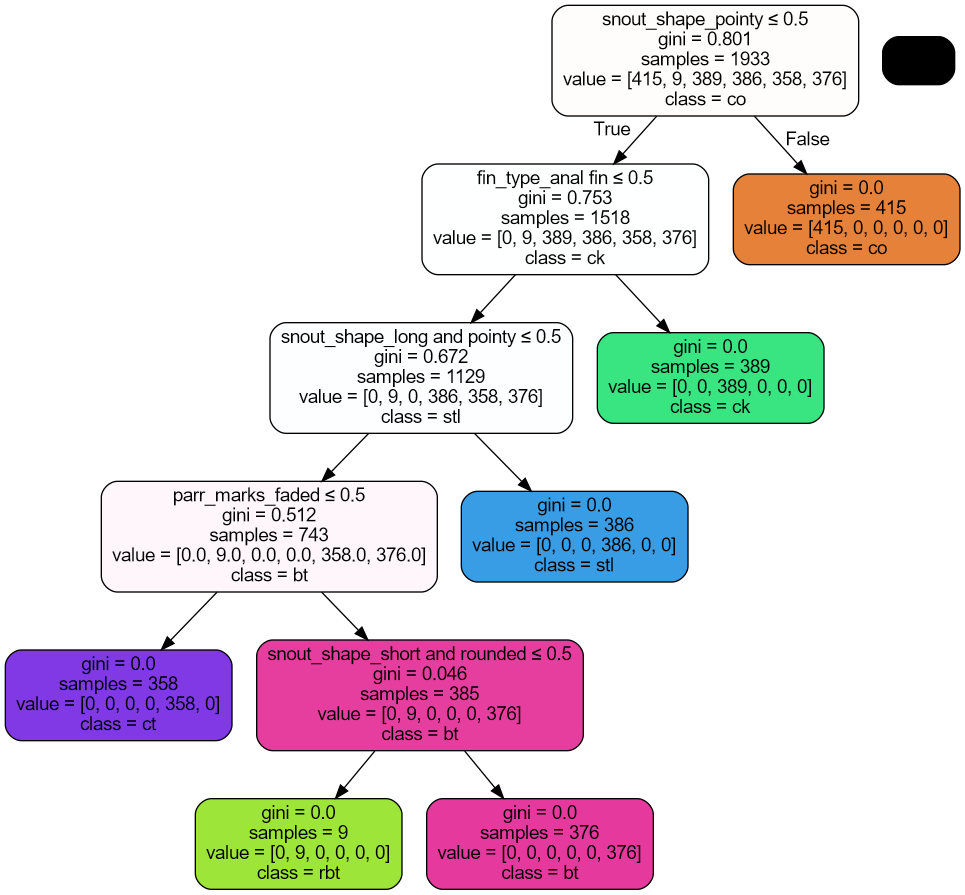 snout_shape_pointy ≤ 0.5
gini = 0.801
samples = 1933
value = [415, 9, 389, 386, 358, 376]
class = co
True
False
fin_type_anal fin ≤ 0.5
gini = 0.753
samples = 1518
value = [0, 9, 389, 386, 358, 376]
class = ck
gini = 0.0
samples = 415
value = [415, 0, 0, 0, 0, 0]
class = co
snout_shape_long and pointy ≤ 0.5
gini = 0.672
samples = 1129
value = [0, 9, 0, 386, 358, 376]
class = stl
gini = 0.0
samples = 389
value = [0, 0, 389, 0, 0, 0]
class = ck
parr_marks_faded ≤ 0.5
gini = 0.512
samples = 743
value = [0.0, 9.0, 0.0, 0.0, 358.0, 376.0]
class = bt
gini = 0.0
samples = 386
value = [0, 0, 0, 386, 0, 0]
class = stl
gini = 0.0
samples = 358
value = [0, 0, 0, 0, 358, 0]
class = ct
snout_shape_short and rounded ≤ 0.5
gini = 0.046
samples = 385
value = [0, 9, 0, 0, 0, 376]
class = bt
gini = 0.0
samples = 9
value = [0, 9, 0, 0, 0, 0]
class = rbt
gini = 0.0
samples = 376
value = [0, 0, 0, 0, 0, 376]
class = bt